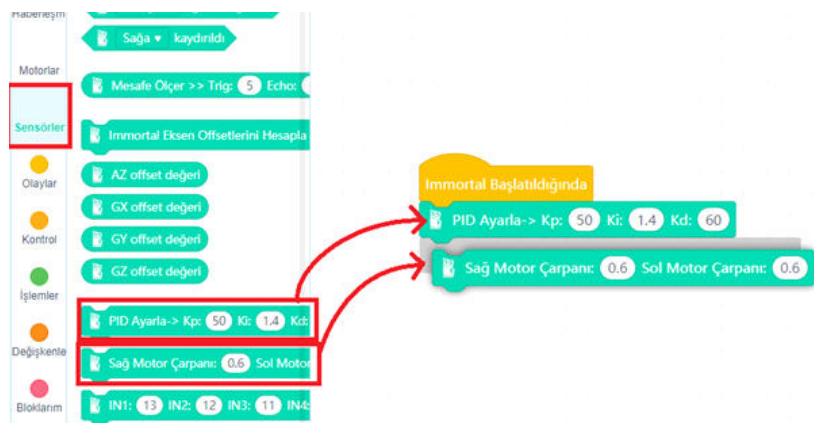 Haberleşm
Sağa ▾ kaydırıldı
Motorlar
Mesafe Ölçer >> Trig: 5 Echo:
Sensörler
Immortal Eksen Offsetlerini Hesapla
AZ offset değeri
Olaylar
GX offset değeri
Kontrol
GY offset değeri
GZ offset değeri
İşlemler
PID Ayarla-> Kp: 50 Ki: 1.4 Kd:
Değişkenle
Sağ Motor Çarpanı: 0.6 Sol Motor
Bloklarım
IN1: 13 IN2: 12 IN3: 11 IN4:
Immortal Başlatıldığında
PID Ayarla-> Kp: 50 Ki: 1.4 Kd: 60
Sağ Motor Çarpanı: 0.6 Sol Motor Çarpanı: 0.6